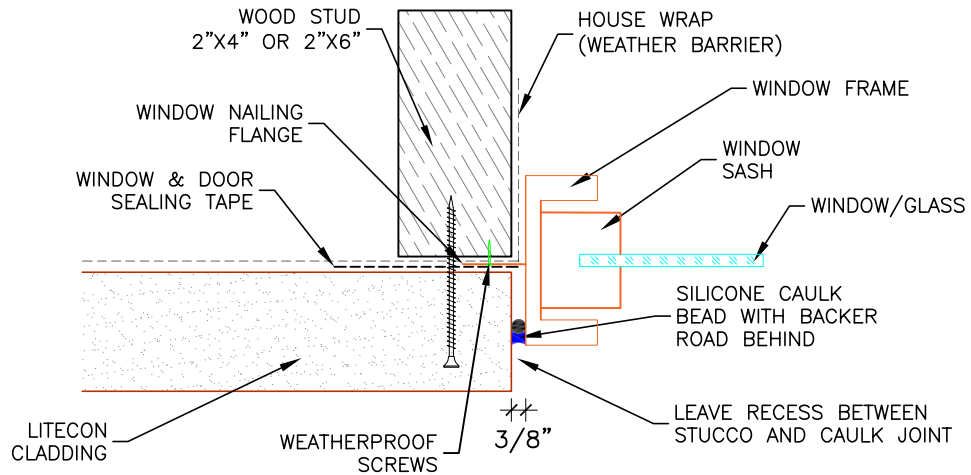 WOOD STUD
2"X4" OR 2"X6"
HOUSE WRAP
(WEATHER BARRIER)
WINDOW NAILING
FLANGE
WINDOW FRAME
WINDOW
SASH
WINDOW & DOOR
SEALING TAPE
WINDOW/GLASS
SILICONE CAULK
BEAD WITH BACKER
ROAD BEHIND
LITECON
CLADDING
WEATHERPROOF
SCREWS
3/8"
LEAVE RECESS BETWEEN
STUCCO AND CAULK JOINT